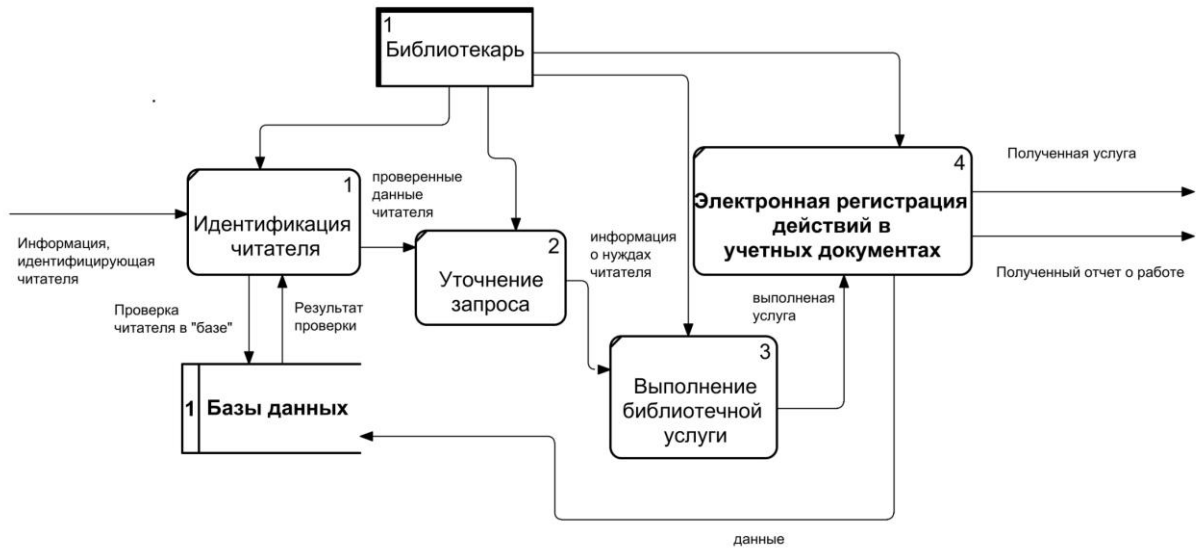 1
Библиотекарь
1
Идентификация
читателя
Информация,
идентифицирующая
читателя
проверенные
данные
читателя
2
Уточнение
запроса
информация
о нуждах
читателя
4
Электронная регистрация
действий в
учетных документах
Полученная услуга
Полученный отчет о работе
Проверка
читателя в "базе"
Результат
проверки
выполненая
услуга
3
Выполнение
библиотечной
услуги
1
Базы данных
данные